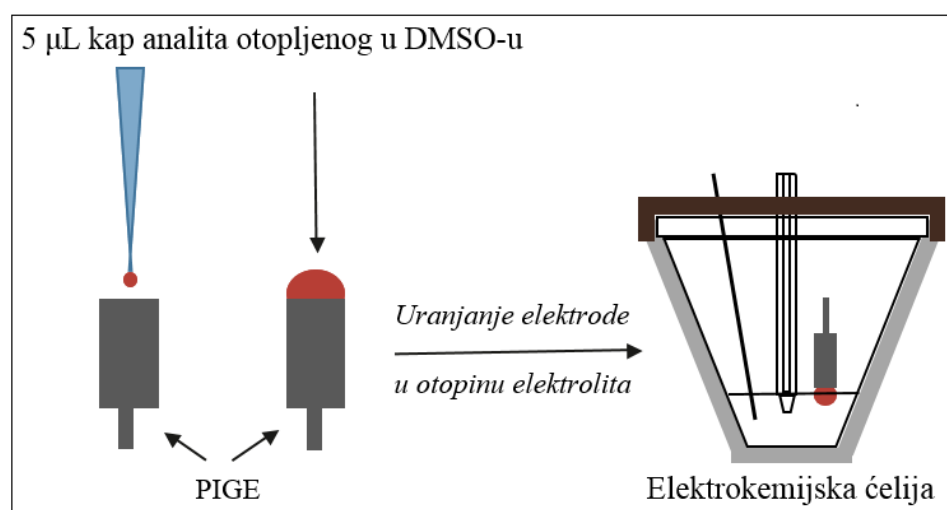 5 μL kap analita otopljenog u DMSO-u
Uranjanje elektrode
u otopinu elektrolita
PIGE
Elektrokemijska ćelija